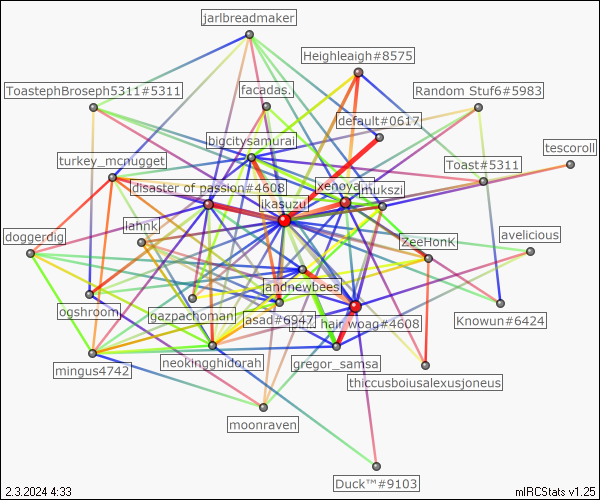 jarlbreadmaker
Heighleaigh#8575
ToastephBroseph5311#5311
facadas.
Random Stuf6#5983
default#0617
bigcitysamurai
tescoroll
turkey_mcnugget
Toast#5311
disaster of passion#4608
xenoyak
mukszi
ikasuzu
lahnk
doggerdig
ZeeHonK
avelicious
andnewbees
ogshroom
gazpachoman
asad#6947
hair woag#4608
Knowun#6424
neokingghidorah
gregor_samsa
mingus4742
thiccusboiusalexusjoneus
moonraven
Duck™#9103
2.3.2024 4:33
mIRCStats v1.25